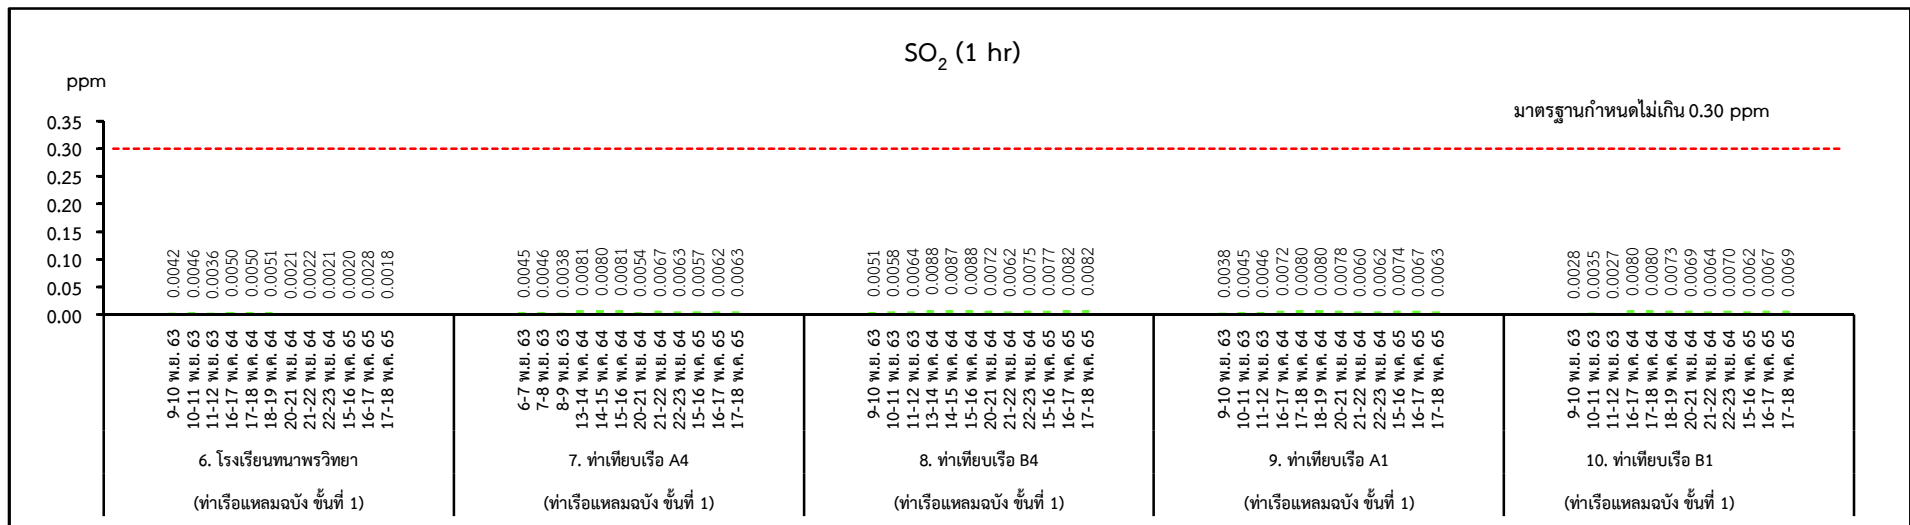 SO2 (1 hr)
ppm
มาตรฐานกำหนดไม่เกิน 0.30 ppm
0.35
0.30
0.25
0.20
0.15
0.10
0.05
0.00
0.0042 0.0046 0.0036 0.0050 0.0050 0.0051 0.0021 0.0022 0.0021 0.0020 0.0028 0.0018
0.0045 0.0046 0.0038 0.0081 0.0080 0.0081 0.0054 0.0067 0.0063 0.0057 0.0062 0.0063
0.0051 0.0058 0.0064 0.0088 0.0087 0.0088 0.0072 0.0062 0.0075 0.0077 0.0082 0.0082
0.0038 0.0045 0.0046 0.0072 0.0080 0.0080 0.0078 0.0060 0.0062 0.0074 0.0067 0.0063
0.0028 0.0035 0.0027 0.0080 0.0080 0.0073 0.0069 0.0064 0.0070 0.0062 0.0067 0.0069
9-10 พ.ย. 63
10-11 พ.ย. 63
11-12 พ.ย. 63
16-17 พ.ค. 64
17-18 พ.ค. 64
18-19 พ.ค. 64
20-21 พ.ย. 64
21-22 พ.ย. 64
22-23 พ.ย. 64
15-16 พ.ค. 65
16-17 พ.ค. 65
17-18 พ.ค. 65
6-7 พ.ย. 63
7-8 พ.ย. 63
8-9 พ.ย. 63
13-14 พ.ค. 64
14-15 พ.ค. 64
15-16 พ.ค. 64
20-21 พ.ย. 64
21-22 พ.ย. 64
22-23 พ.ย. 64
15-16 พ.ค. 65
16-17 พ.ค. 65
17-18 พ.ค. 65
9-10 พ.ย. 63
10-11 พ.ย. 63
11-12 พ.ย. 63
13-14 พ.ค. 64
14-15 พ.ค. 64
15-16 พ.ค. 64
20-21 พ.ย. 64
21-22 พ.ย. 64
22-23 พ.ย. 64
15-16 พ.ค. 65
16-17 พ.ค. 65
17-18 พ.ค. 65
9-10 พ.ย. 63
10-11 พ.ย. 63
11-12 พ.ย. 63
16-17 พ.ค. 64
17-18 พ.ค. 64
18-19 พ.ค. 64
20-21 พ.ย. 64
21-22 พ.ย. 64
22-23 พ.ย. 64
15-16 พ.ค. 65
16-17 พ.ค. 65
17-18 พ.ค. 65
9-10 พ.ย. 63
10-11 พ.ย. 63
11-12 พ.ย. 63
16-17 พ.ค. 64
17-18 พ.ค. 64
18-19 พ.ค. 64
20-21 พ.ย. 64
21-22 พ.ย. 64
22-23 พ.ย. 64
15-16 พ.ค. 65
16-17 พ.ค. 65
17-18 พ.ค. 65
6. โรงเรียนทนาพรวิทยา
7. ท่าเทียบเรือ A4
8. ท่าเทียบเรือ B4
9. ท่าเทียบเรือ A1
10. ท่าเทียบเรือ B1
(ท่าเรือแหลมฉบัง ขั้นที่ 1)
(ท่าเรือแหลมฉบัง ขั้นที่ 1)
(ท่าเรือแหลมฉบัง ขั้นที่ 1)
(ท่าเรือแหลมฉบัง ขั้นที่ 1)
(ท่าเรือแหลมฉบัง ขั้นที่ 1)